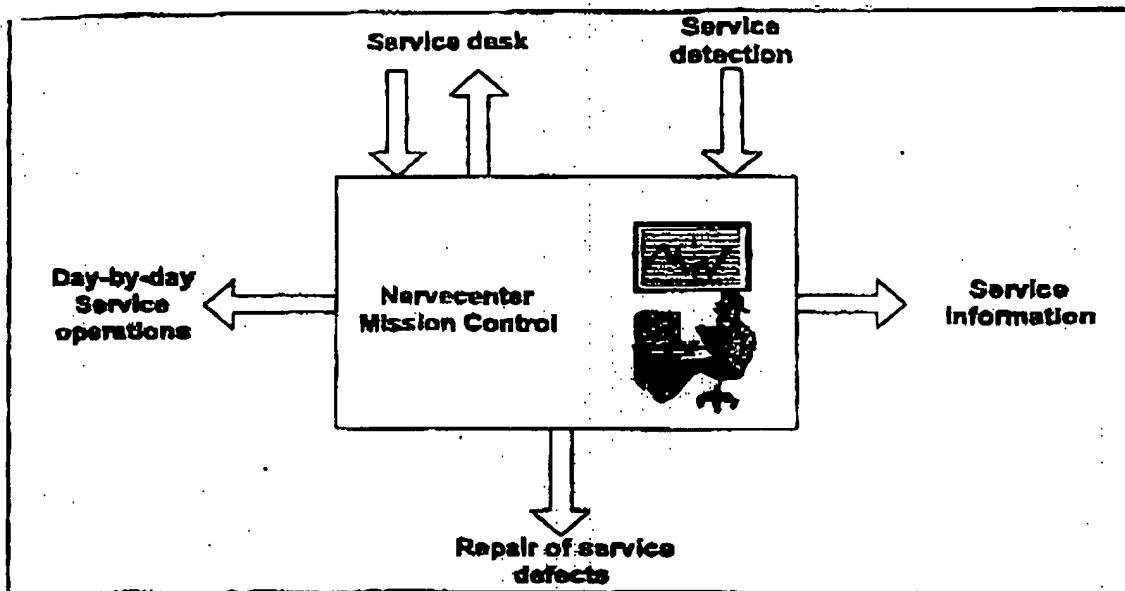 Service desk
Service
detection
Day-by-day
Service
operations
Nervecenter
Mission Control
Service
information
Repair of service
defects